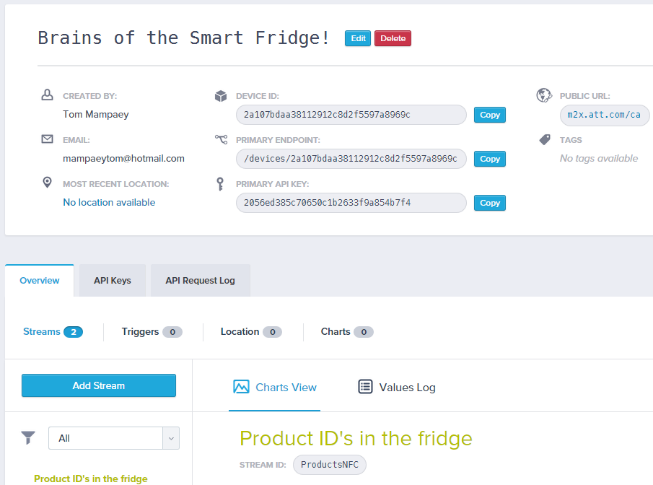 Brains of the Smart Fridge! Edit Delete
CREATED BY: DEVICE ID: PUBLIC URL:
Tom Mampaey 2a107bdaa38112912c8d2f5597a8969c Copy m2x.att.com/ca
EMAIL: PRIMARY ENDPOINT: TAGS
mampaeytom@hotmail.com /devices/2a107bdaa38112912c8d2f5597a8969c Copy No tags available
MOST RECENT LOCATION: PRIMARY API KEY:
No location available 2056ed385c70650c1b2633f9a854b7f4 Copy
Overview API Keys API Request Log
Streams 2 Triggers 0 Location 0 Charts 0
Add Stream Charts View Values Log
All
Product ID's in the fridge
STREAM ID: ProductsNFC
Product ID's in the fridge